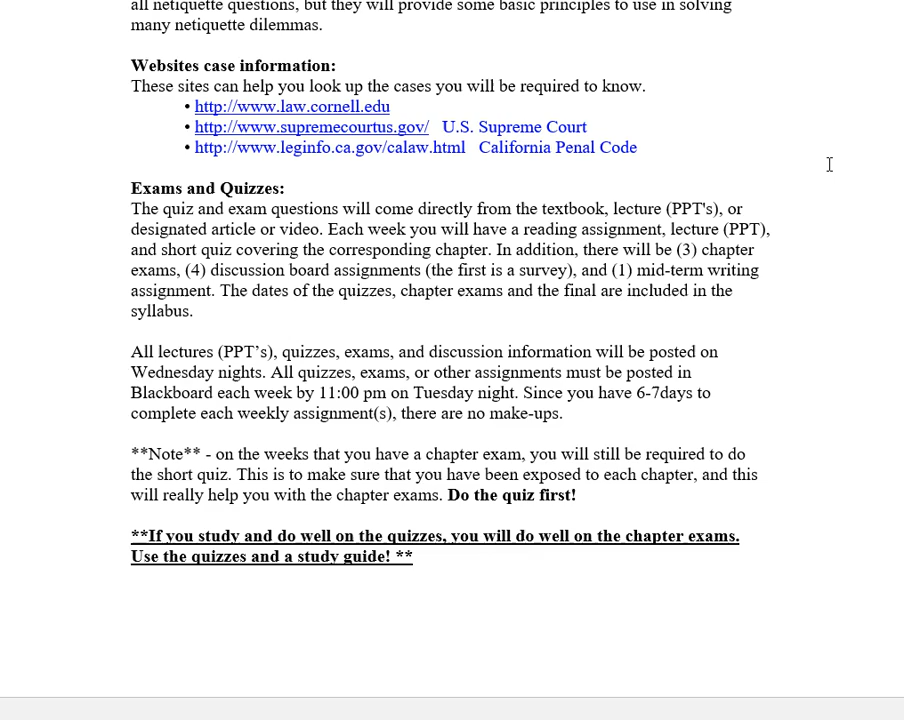 all netiquette questions, but they will provide some basic principles to use in solving
many netiquette dilemmas.
Websites case information:
These sites can help you look up the cases you will be required to know.
• http://www.law.cornell.edu
• http://www.supremecourtus.gov/ U.S. Supreme Court
• http://www.leginfo.ca.gov/calaw.html California Penal Code
Exams and Quizzes:
The quiz and exam questions will come directly from the textbook, lecture (PPT's), or
designated article or video. Each week you will have a reading assignment, lecture (PPT),
and short quiz covering the corresponding chapter. In addition, there will be (3) chapter
exams, (4) discussion board assignments (the first is a survey), and (1) mid-term writing
assignment. The dates of the quizzes, chapter exams and the final are included in the
syllabus.
All lectures (PPT’s), quizzes, exams, and discussion information will be posted on
Wednesday nights. All quizzes, exams, or other assignments must be posted in
Blackboard each week by 11:00 pm on Tuesday night. Since you have 6-7days to
complete each weekly assignment(s), there are no make-ups.
**Note** - on the weeks that you have a chapter exam, you will still be required to do
the short quiz. This is to make sure that you have been exposed to each chapter, and this
will really help you with the chapter exams. Do the quiz first!
**If you study and do well on the quizzes, you will do well on the chapter exams.
Use the quizzes and a study guide! **